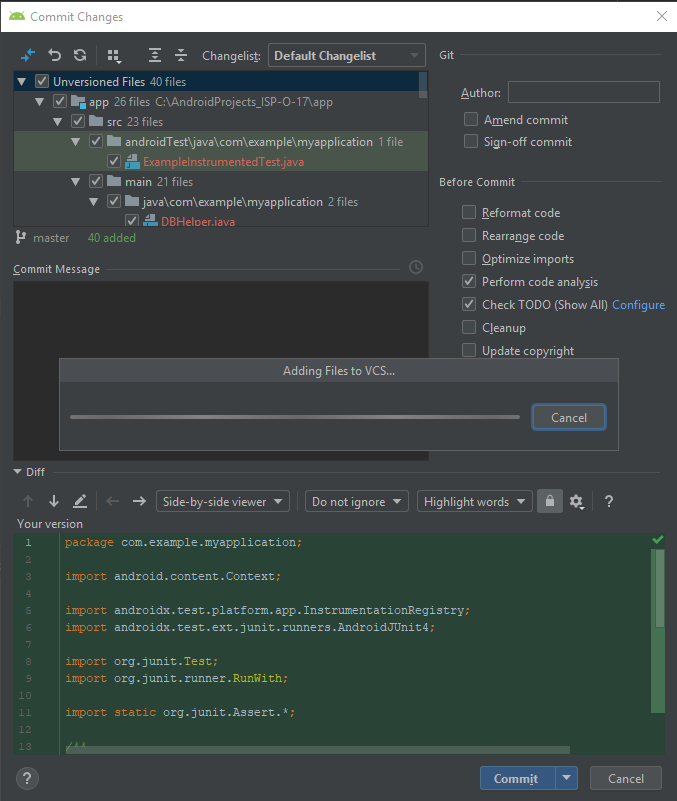 Commit Changes
Changelist: Default Changelist
Git
Unversioned Files 40 files
app 26 files C:\AndroidProjects_ISP-O-17\app
src 23 files
androidTest\java\com\example\myapplication 1 file
ExampleInstrumentedTest.java
main 21 files
java\com\example\myapplication 2 files
DBHelper.java
master 40 added
Author:
Amend commit
Sign-off commit
Before Commit
Reformat code
Rearrange code
Optimize imports
Perform code analysis
Check TODO (Show All) Configure
Cleanup
Update copyright
Commit Message
Adding Files to VCS...
Cancel
Diff
Side-by-side viewer Do not ignore Highlight words ?
Your version
1 package com.example.myapplication;
2
3 import android.content.Context;
4
5 import androidx.test.platform.app.InstrumentationRegistry;
6 import androidx.test.ext.junit.runners.AndroidJUnit4;
7
8 import org.junit.Test;
9 import org.junit.runner.RunWith;
10
11 import static org.junit.Assert.*;
12
13 /**
? Commit Cancel